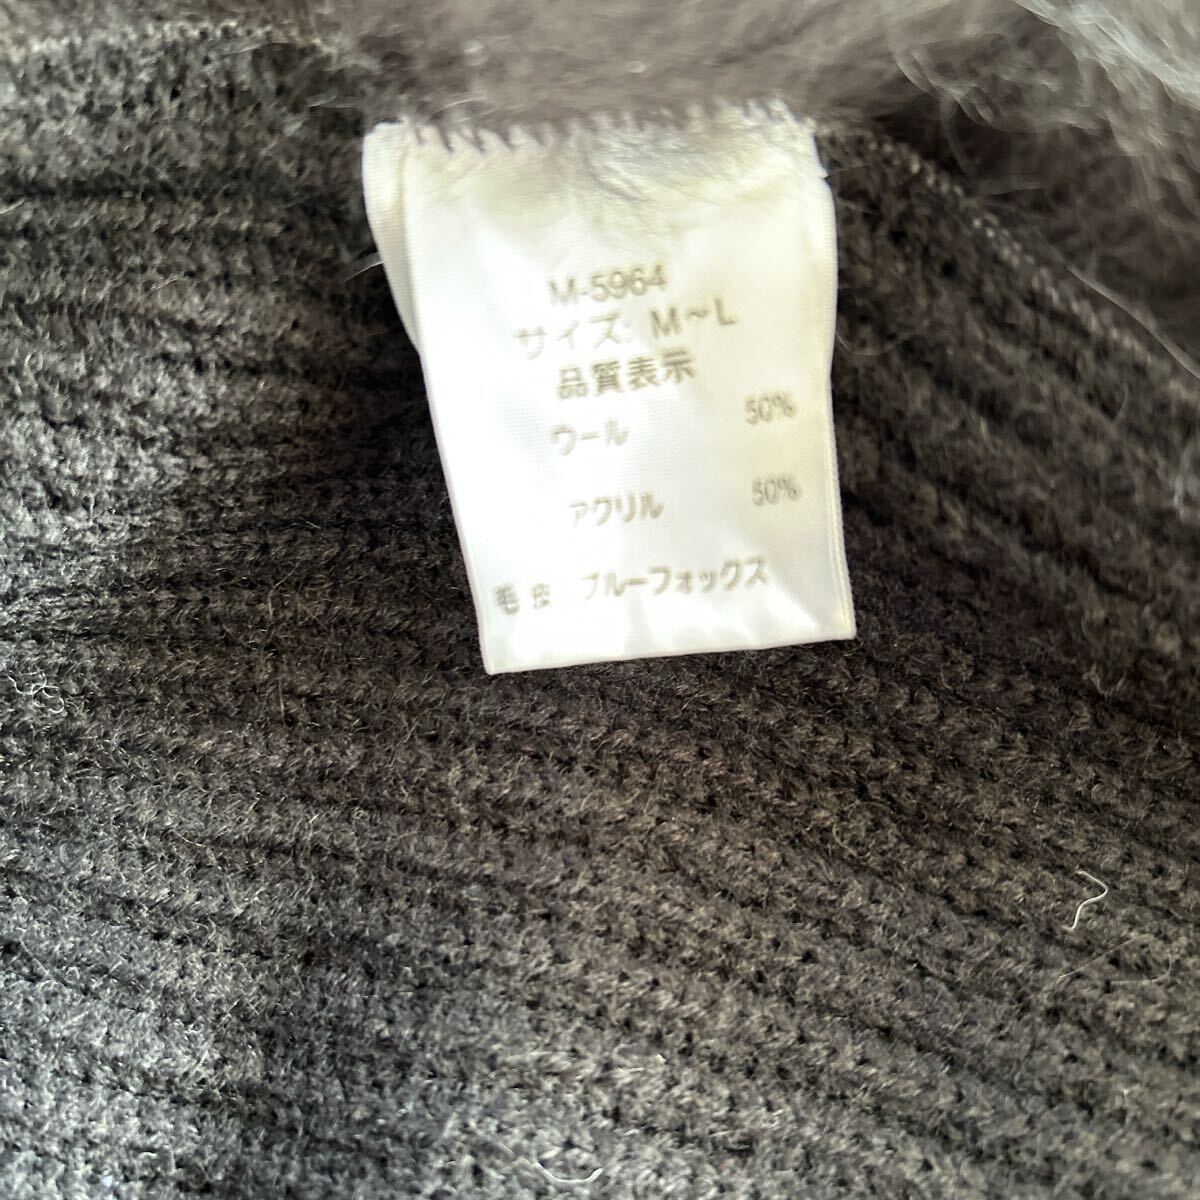 M-5964
サイズ: M～L
品質表示
ウール 50%
アクリル 50%
毛皮 ブルーフォックス